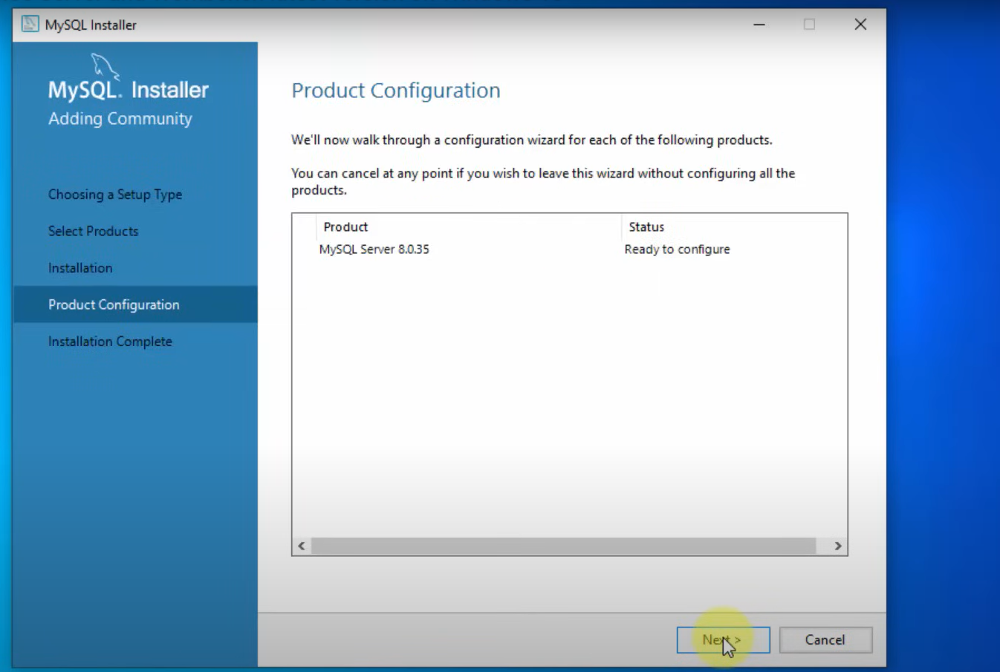 MySQL Installer
MySQL. Installer
Adding Community
Choosing a Setup Type
Select Products
Installation
Product Configuration
Installation Complete
Product Configuration
We'll now walk through a configuration wizard for each of the following products.
You can cancel at any point if you wish to leave this wizard without configuring all the
products.
Product Status
MySQL Server 8.0.35 Ready to configure
Next > Cancel